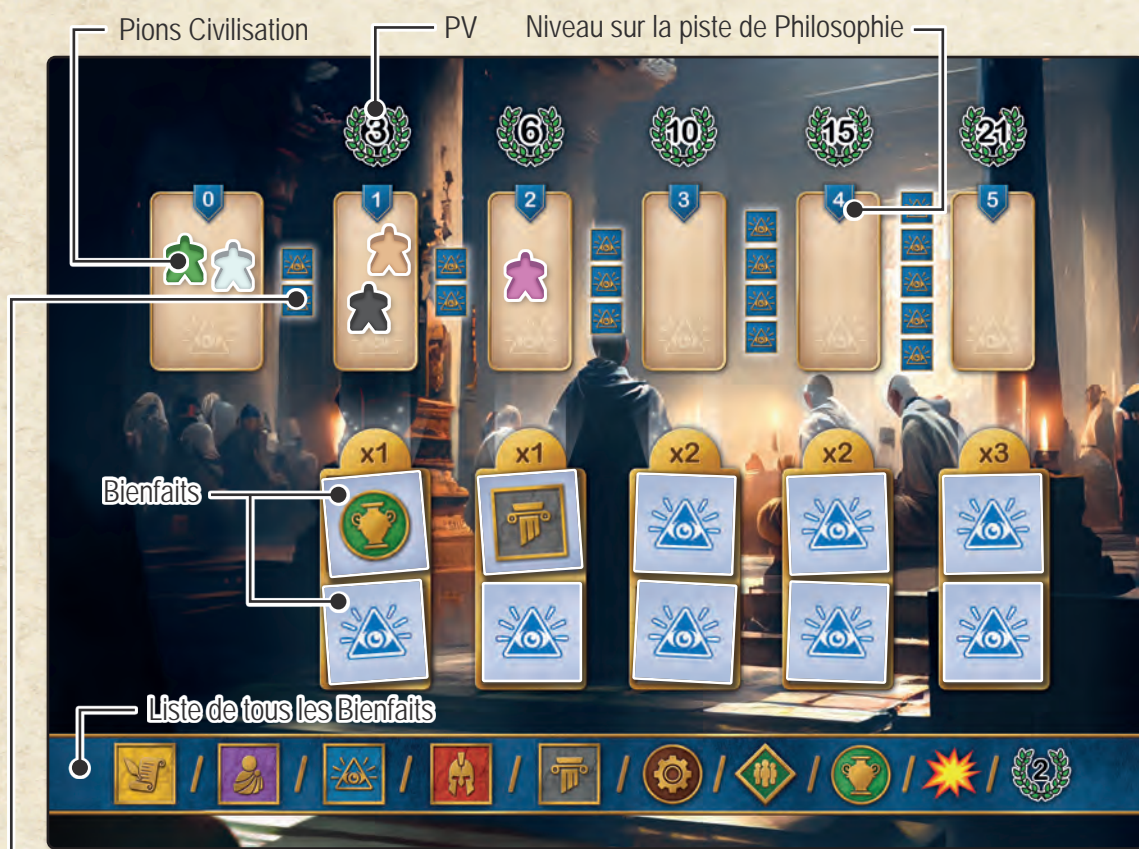 Pions Civilisation
PV
Niveau sur la piste de Philosophie
3 6 10 15 21
0 1 2 3 4 5
x1 x1 x2 x2 x3
Bienfaits
Liste de tous les Bienfaits
/ / / / / / / / / 2